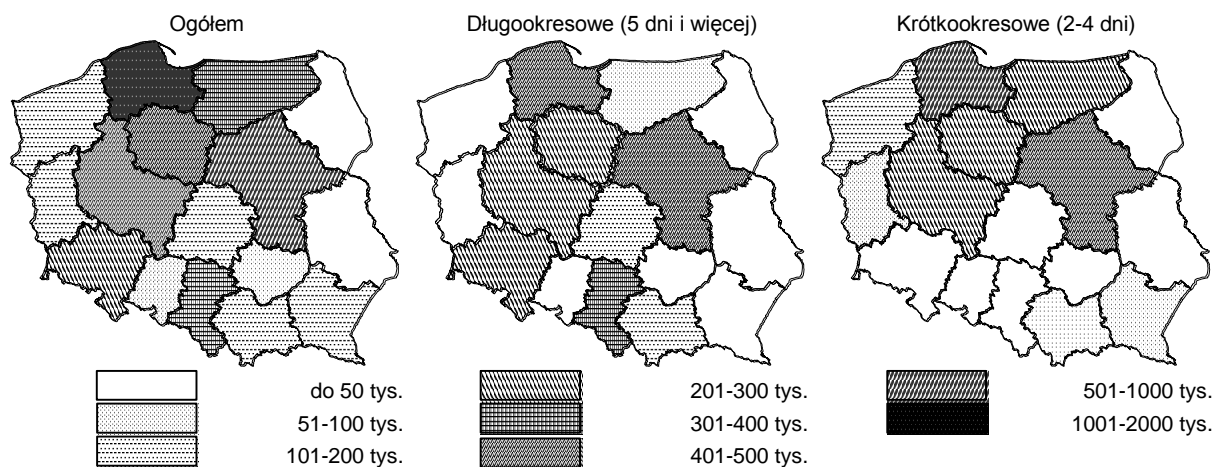 Ogółem
Długookresowe (5 dni i więcej)
Krótkookresowe (2-4 dni)
do 50 tys.
51-100 tys.
101-200 tys.
201-300 tys.
301-400 tys.
401-500 tys.
501-1000 tys.
1001-2000 tys.